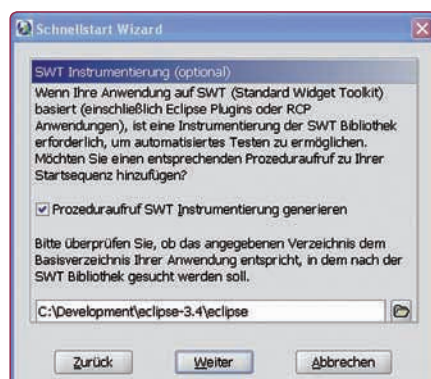 Schnellstart Wizard
SWT Instrumentierung (optional)
Wenn Ihre Anwendung auf SWT (Standard Widget Toolkit)
basiert (einschließlich Eclipse Plugins oder RCP
Anwendungen), ist eine Instrumentierung der SWT Bibliothek
erforderlich, um automatisiertes Testen zu ermöglichen.
Möchten Sie einen entsprechenden Prozeduraufruf zu Ihrer
Startsequenz hinzufügen?
Prozeduraufruf SWT Instrumentierung generieren
Bitte überprüfen Sie, ob das angegebenen Verzeichnis dem
Basisverzeichnis Ihrer Anwendung entspricht, in dem nach der
SWT Bibliothek gesucht werden soll.
C:\Development\eclipse-3.4\eclipse
Zurück Weiter Abbrechen